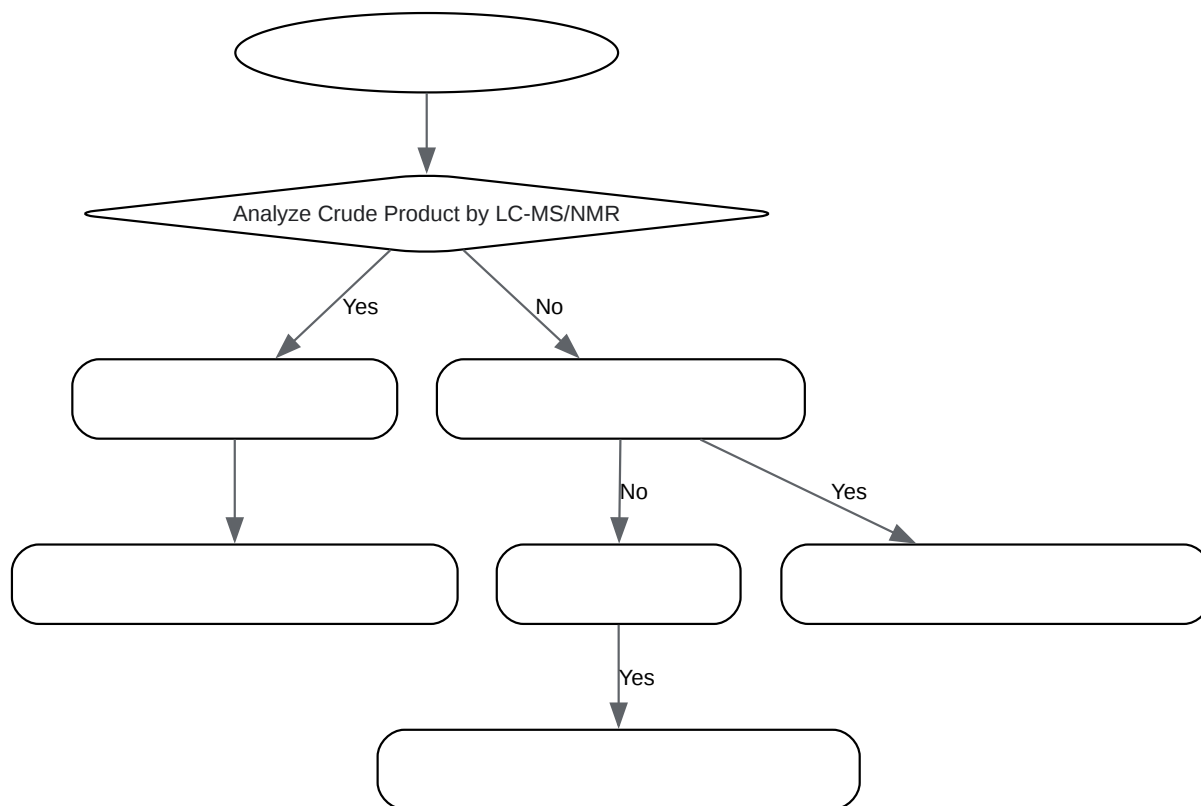 Analyze Crude Product by LC-MS/NMR
Yes
No
No
Yes
Yes